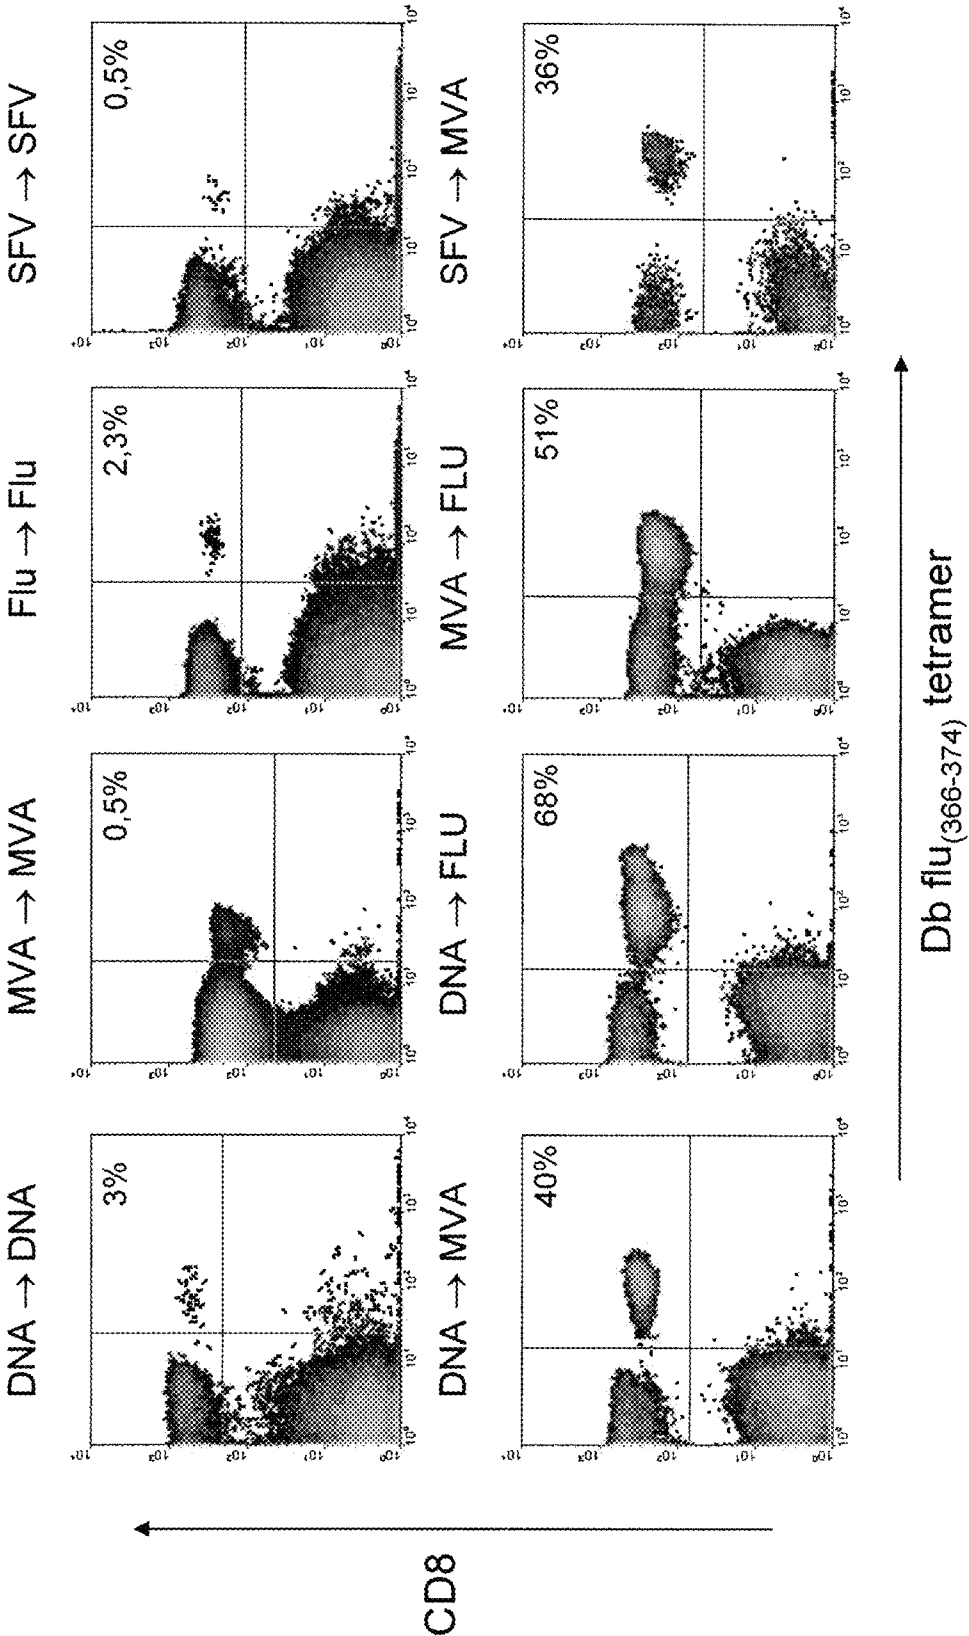 DNA → DNA
MVA → MVA
Flu → Flu
SFV → SFV
3%
0,5%
2,3%
0,5%
DNA → MVA
DNA → FLU
MVA → FLU
SFV → MVA
40%
68%
51%
36%
CD8
Db flu(366-374) tetramer